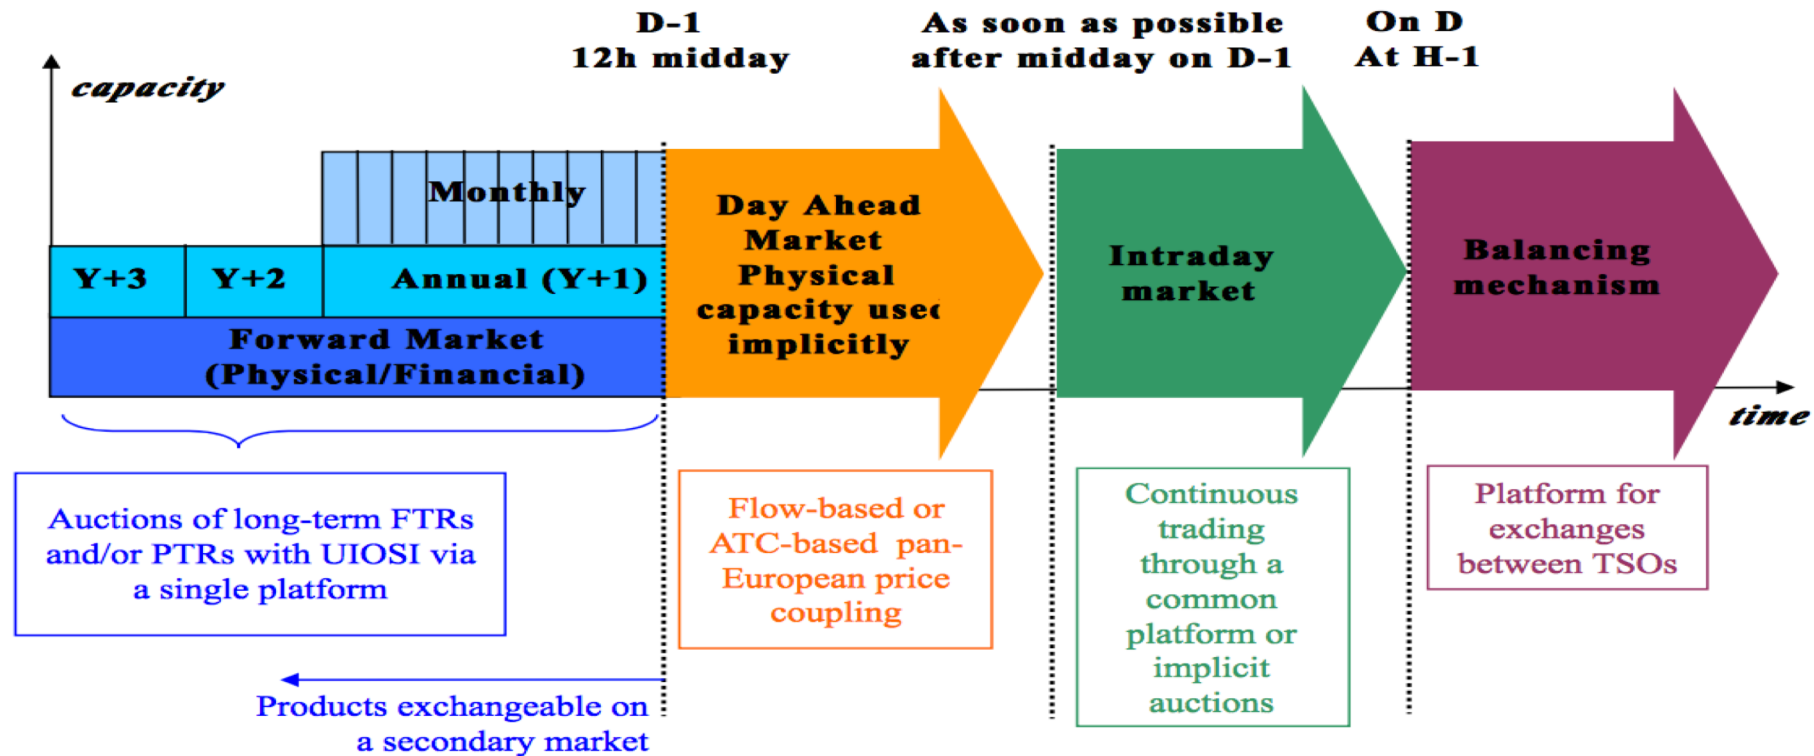 D-1
12h midday
As soon as possible
after midday on D-1
On D
At H-1
capacity
Monthly
Y+3
Y+2
Annual (Y+1)
Forward Market
(Physical/Financial)
Day Ahead
Market
Physical
capacity used
implicitly
Intraday
market
Balancing
mechanism
time
Auctions of long-term FTRs
and/or PTRs with UIOSI via
a single platform
Flow-based or
ATC-based pan-
European price
coupling
Continuous
trading
through a
common
platform or
implicit
auctions
Platform for
exchanges
between TSOs
Products exchangeable on
a secondary market